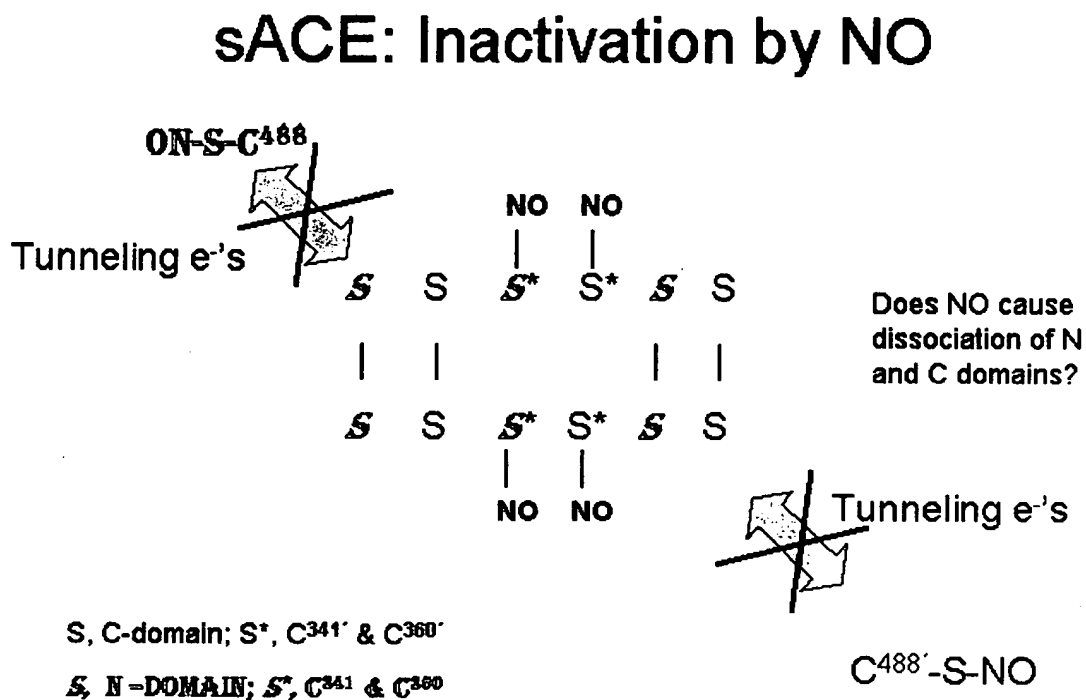 sACE: Inactivation by NO
ON-S-C⁴⁸⁸
Tunneling e⁻'s
NO NO
S S S* S* S S
Does NO cause
dissociation of N
and C domains?
S S S* S* S S
NO NO
Tunneling e⁻'s
S, C-domain; S*, C³⁴¹′ & C³⁶⁰′
S, N-DOMAIN; S*, C³⁴¹ & C³⁶⁰
C⁴⁸⁸′-S-NO